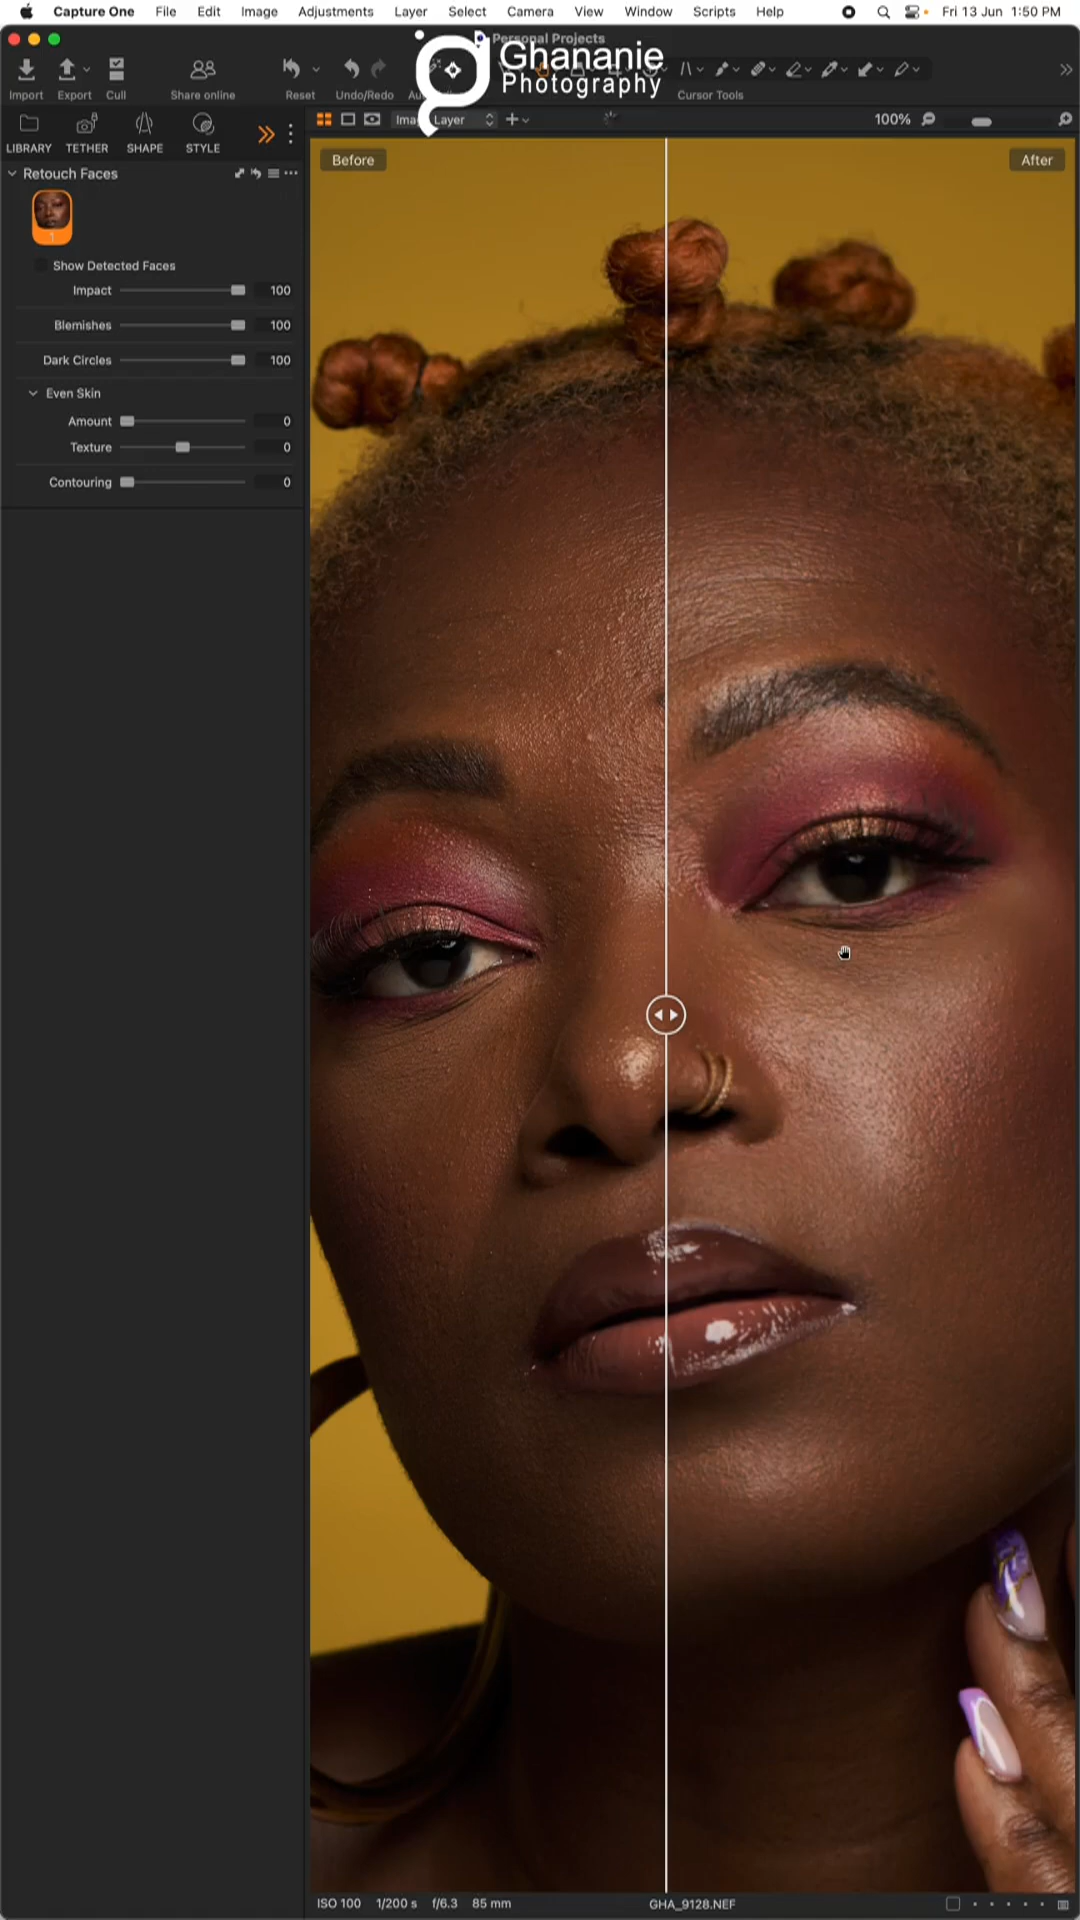 Capture One File Edit Image Adjustments Layer Select Camera View Window Scripts Help Fri 13 Jun 1:50 PM
Personal Projects
Ghananie
Photography
Import Export Cull Share online Reset Undo/Redo Cursor Tools
Layer 100%
LIBRARY TETHER SHAPE STYLE
Before After
Retouch Faces
1
Show Detected Faces
Impact 100
Blemishes 100
Dark Circles 100
Even Skin
Amount 0
Texture 0
Contouring 0
ISO 100 1/200 s f/6.3 85 mm GHA_9128.NEF